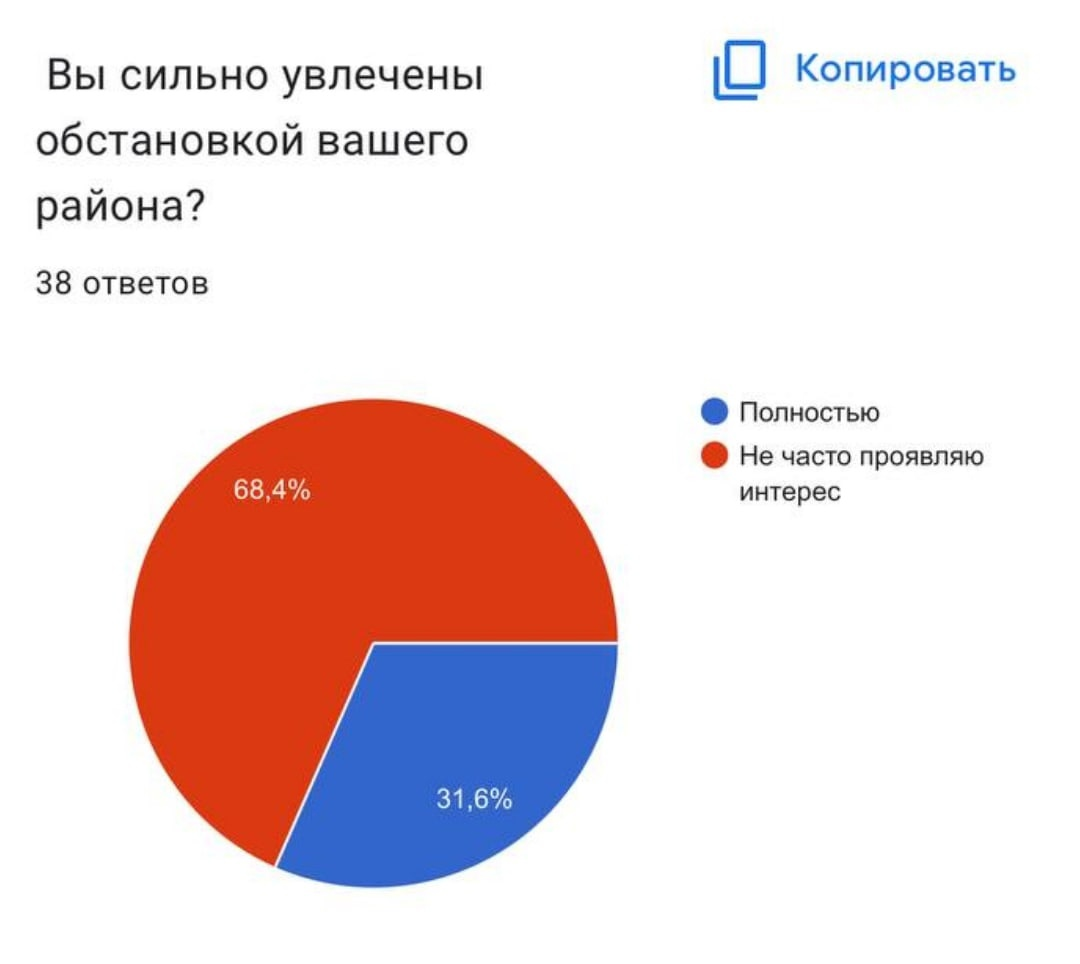 Вы сильно увлечены
обстановкой вашего
района?
Копировать
38 ответов
Полностью
Не часто проявляю
интерес
68,4%
31,6%